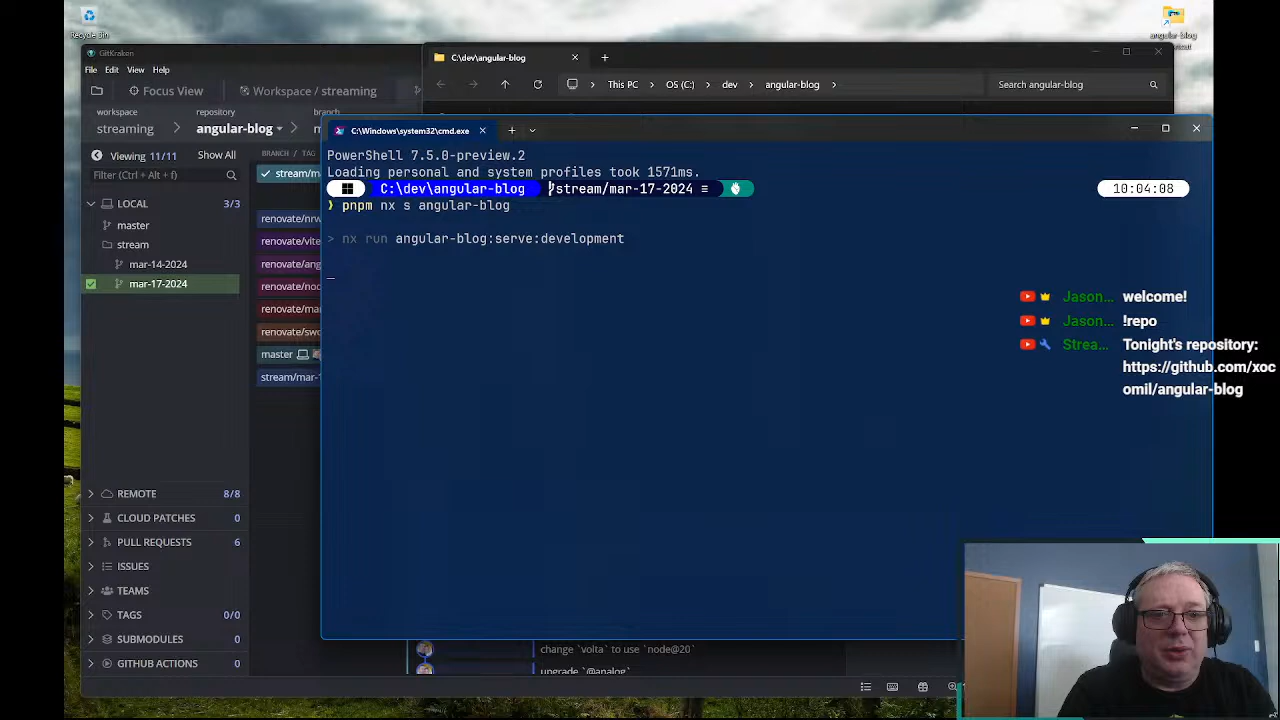 Recycle Bin
angular-blog
GitKraken
File Edit View Help
Focus View
Workspace / streaming
workspace
streaming
repository
angular-blog
branch
Viewing 11/11 Show All
Filter (Ctrl + Alt + f)
LOCAL 3/3
master
stream
mar-14-2024
mar-17-2024
REMOTE 8/8
CLOUD PATCHES 0
PULL REQUESTS 6
ISSUES
TEAMS
TAGS 0/0
SUBMODULES 0
GITHUB ACTIONS 0
BRANCH / TAG
stream/ma
renovate/nrw
renovate/vite
renovate/ang
renovate/nod
renovate/mar
renovate/swc
master
stream/mar-1
C:\dev\angular-blog
This PC > OS (C:) > dev > angular-blog >
Search angular-blog
C:\Windows\system32\cmd.exe
PowerShell 7.5.0-preview.2
Loading personal and system profiles took 1571ms.
C:\dev\angular-blog stream/mar-17-2024 ≡ 10:04:08
❯ pnpm nx s angular-blog
> nx run angular-blog:serve:development
change `volta` to use `node@20`
upgrade `@analog`
Jason... welcome!
Jason... !repo
Strea... Tonight's repository:
https://github.com/xoc
omil/angular-blog